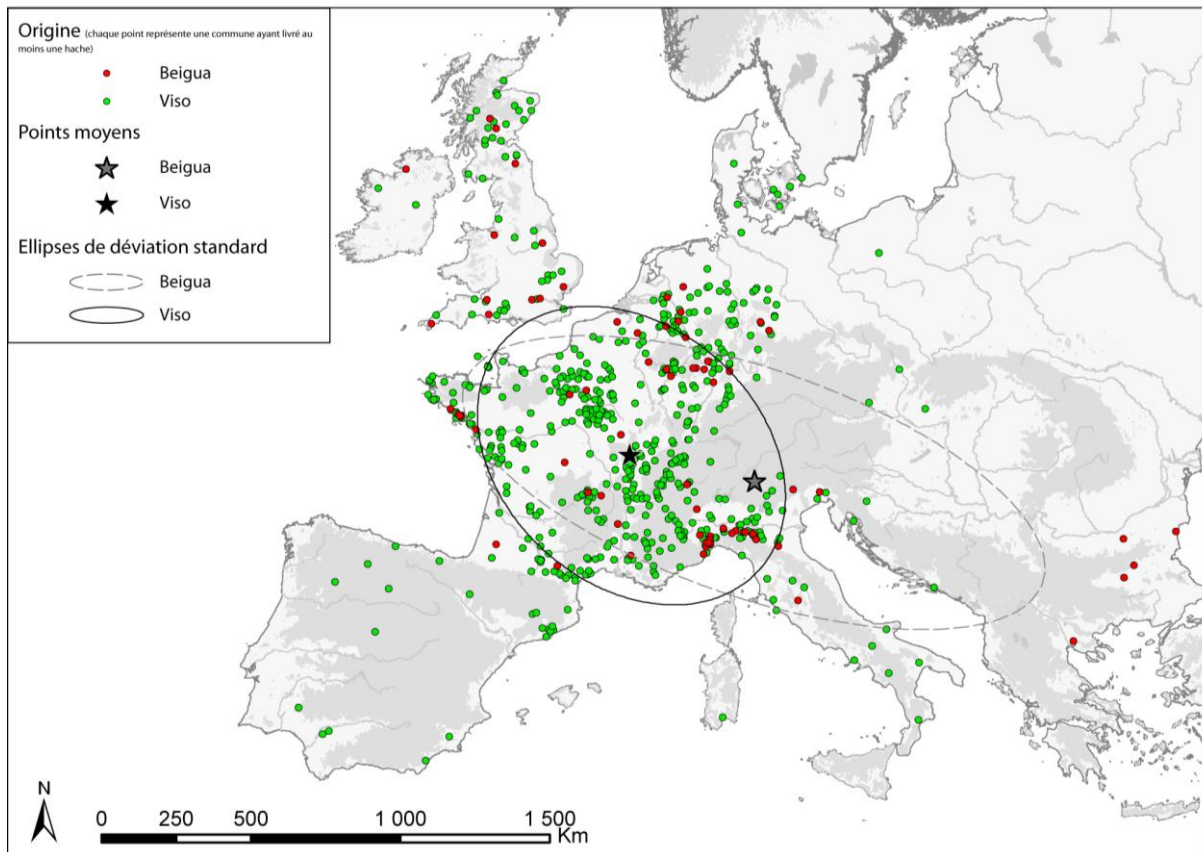 Origine (chaque point représente une commune ayant livré au
moins une hache)
Beigua
Viso
Points moyens
Beigua
Viso
Ellipses de déviation standard
Beigua
Viso
N
0 250 500 1 000 1 500
Km